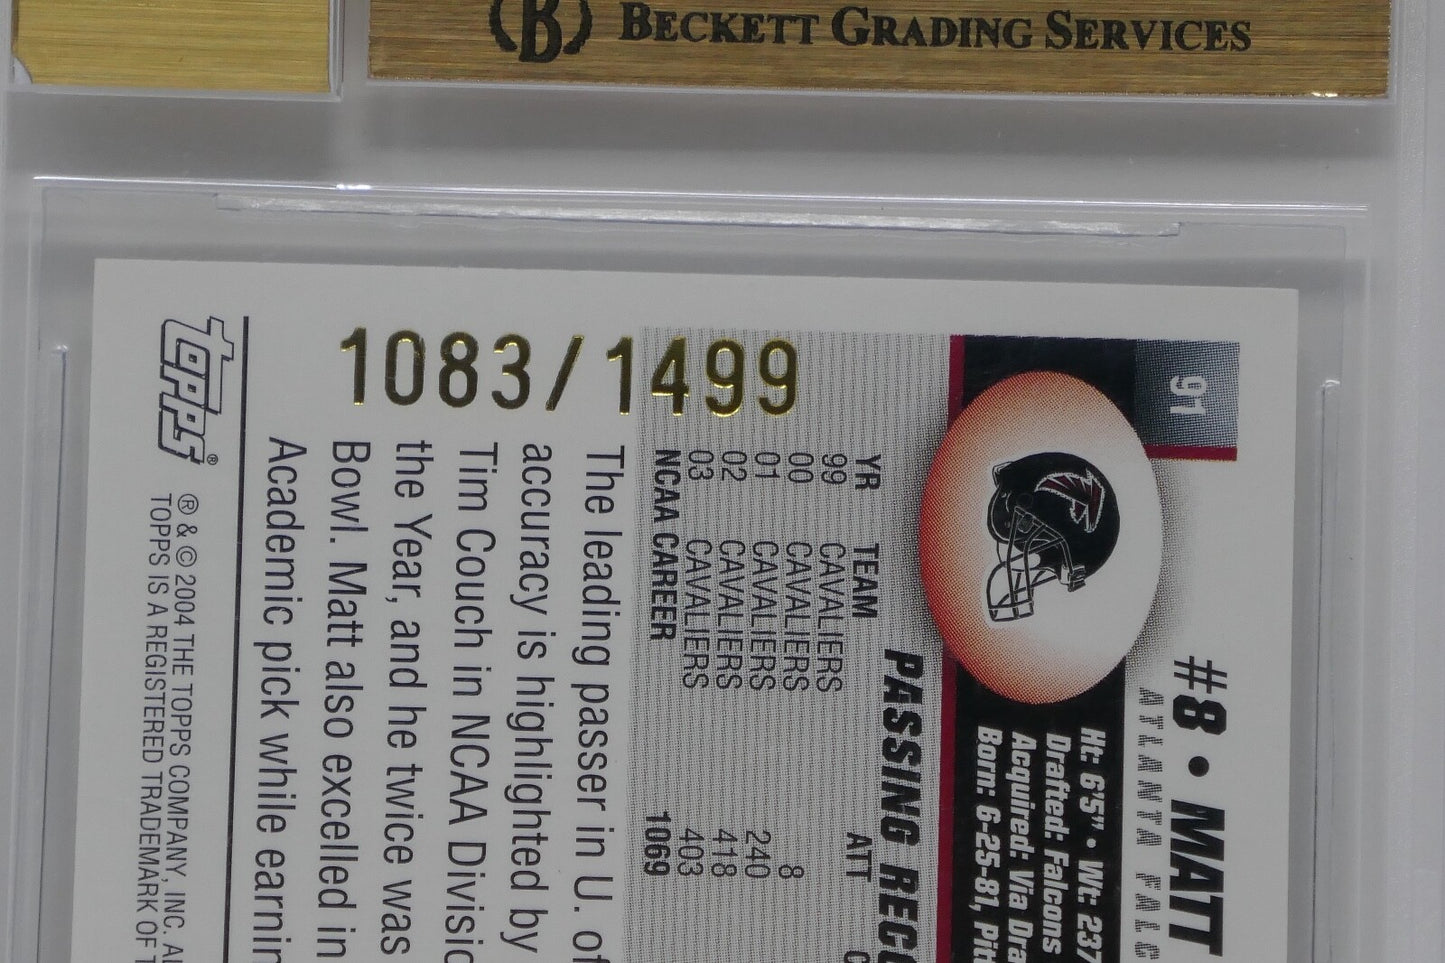 BECKETT GRADING SERVICES
B
1083/1499
91
#8 • MATT
ATLANTA FALC
Ht: 6'5" • Wt: 237
Drafted: Falcons
Acquired: Via Dra
Born: 6-25-81, Pit
PASSING RECO
YR TEAM ATT C
99 CAVALIERS
00 CAVALIERS 8
01 CAVALIERS 240
02 CAVALIERS 418
03 CAVALIERS 403
NCAA CAREER 1069
The leading passer in U. of
accuracy is highlighted by
Tim Couch in NCAA Divisio
the Year, and he twice was
Bowl. Matt also excelled in
Academic pick while earnin
topps®
® & © 2004 THE TOPPS COMPANY, INC. AL
TOPPS IS A REGISTERED TRADEMARK OF T